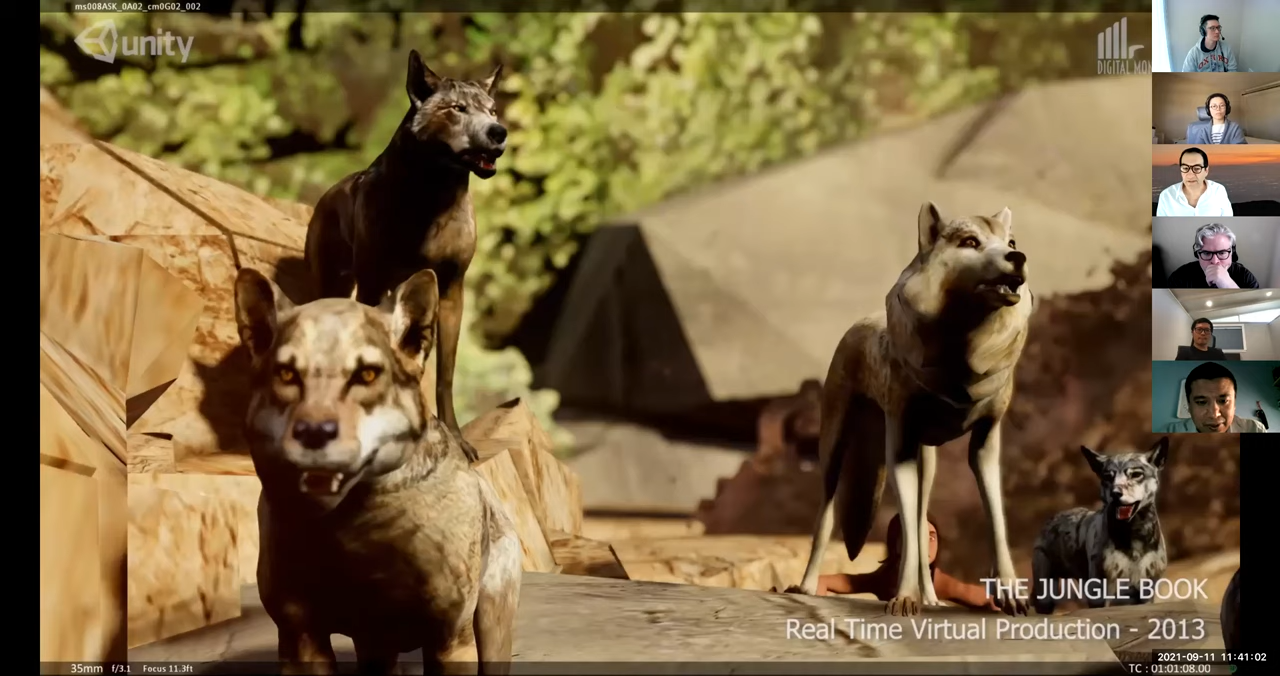 ms008ASK_0A02_cm0G02_002
unity
DIGITAL MON
THE JUNGLE BOOK
Real Time Virtual Production - 2013
2021-09-11 11:41:02
35mm f/3.1 Focus 11.3ft
TC : 01:01:08.00